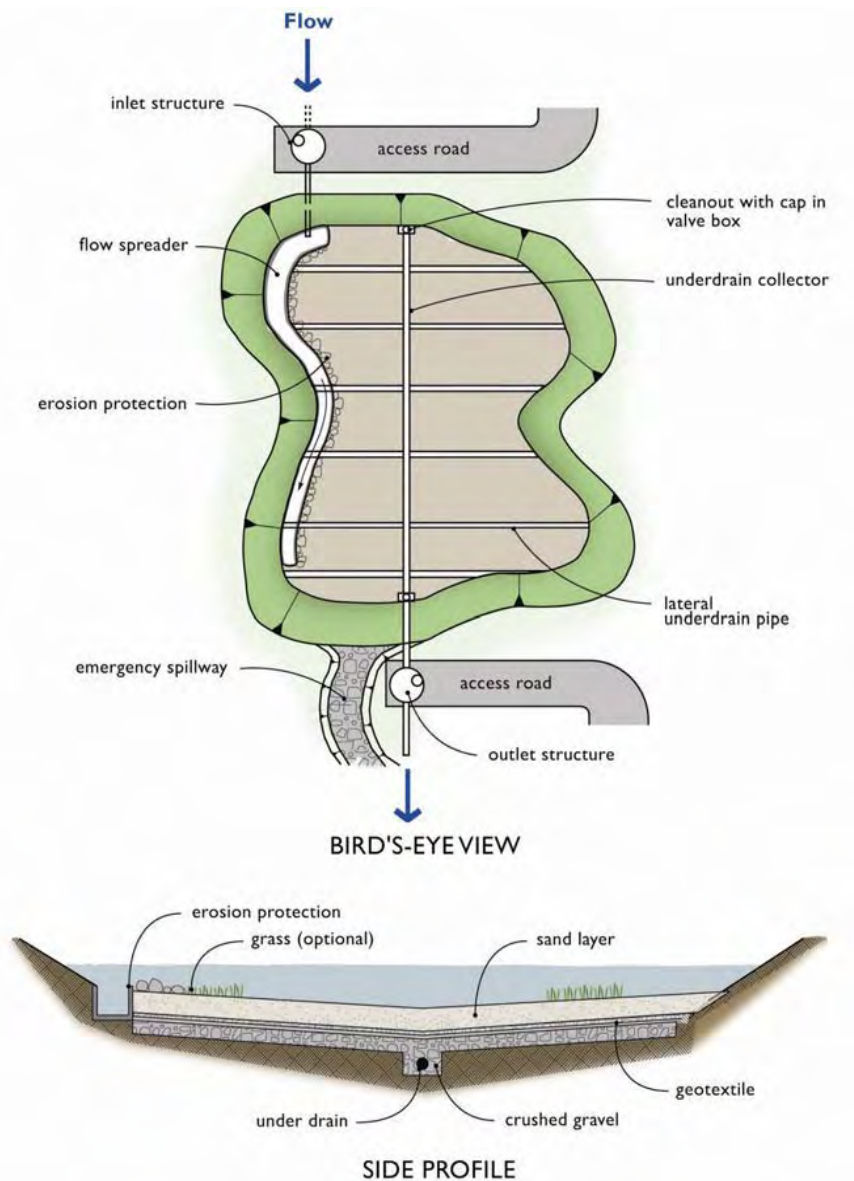 Flow
inlet structure
access road
cleanout with cap in
valve box
flow spreader
underdrain collector
erosion protection
lateral
underdrain pipe
emergency spillway
access road
outlet structure
BIRD'S-EYE VIEW
erosion protection
grass (optional)
sand layer
geotextile
under drain
crushed gravel
SIDE PROFILE